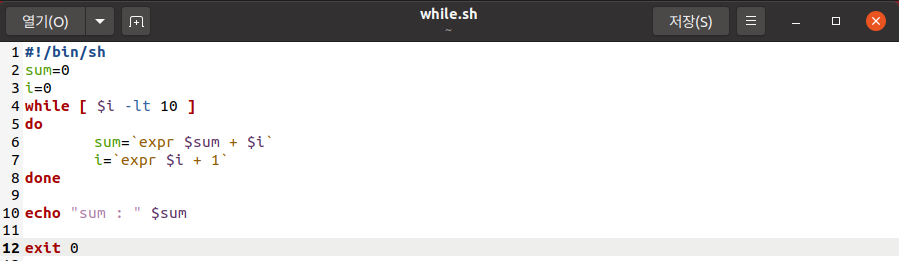 열기(O)
while.sh
~
저장(S)
1 #!/bin/sh
2 sum=0
3 i=0
4 while [ $i -lt 10 ]
5 do
6         sum=`expr $sum + $i`
7         i=`expr $i + 1`
8 done
9
10 echo "sum : " $sum
11
12 exit 0